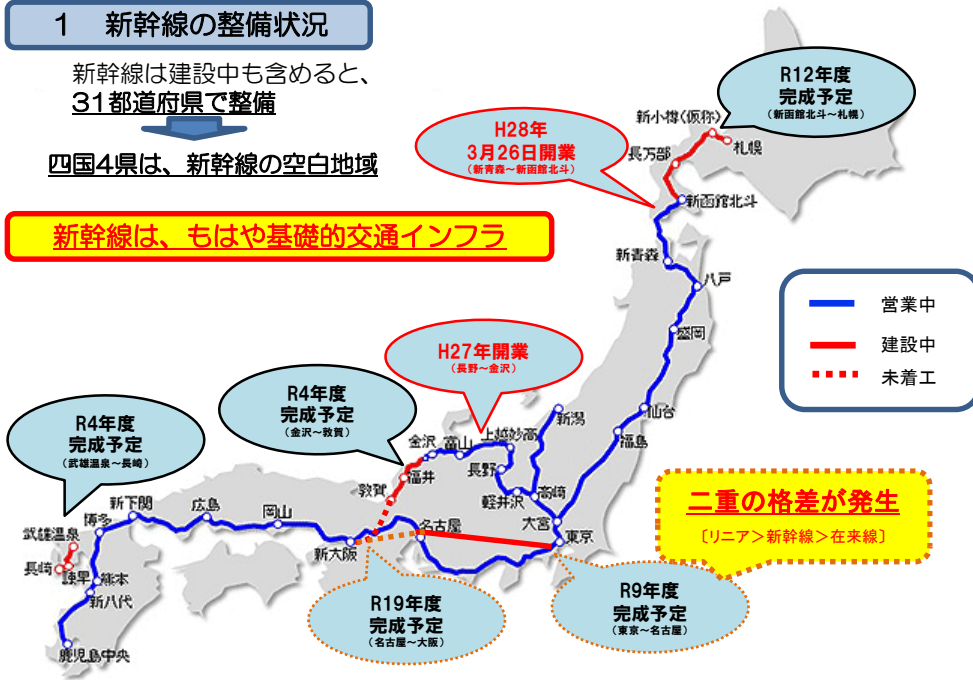 1 新幹線の整備状況
新幹線は建設中も含めると、
31都道府県で整備
四国4県は、新幹線の空白地域
新幹線は、もはや基礎的交通インフラ
R12年度
完成予定
(新函館北斗~札幌)
H28年
3月26日開業
(新青森~新函館北斗)
新小樽(仮称)
札幌
長万部
新函館北斗
新青森
八戸
盛岡
仙台
福島
営業中
建設中
未着工
H27年開業
(長野~金沢)
R4年度
完成予定
(金沢~敦賀)
R4年度
完成予定
(武雄温泉~長崎)
新潟
上越妙高
富山
金沢
福井
敦賀
長野
軽井沢
高崎
大宮
東京
名古屋
新大阪
岡山
広島
新下関
博多
武雄温泉
長崎
諫早
熊本
新八代
鹿児島中央
二重の格差が発生
〔リニア>新幹線>在来線〕
R19年度
完成予定
(名古屋~大阪)
R9年度
完成予定
(東京~名古屋)